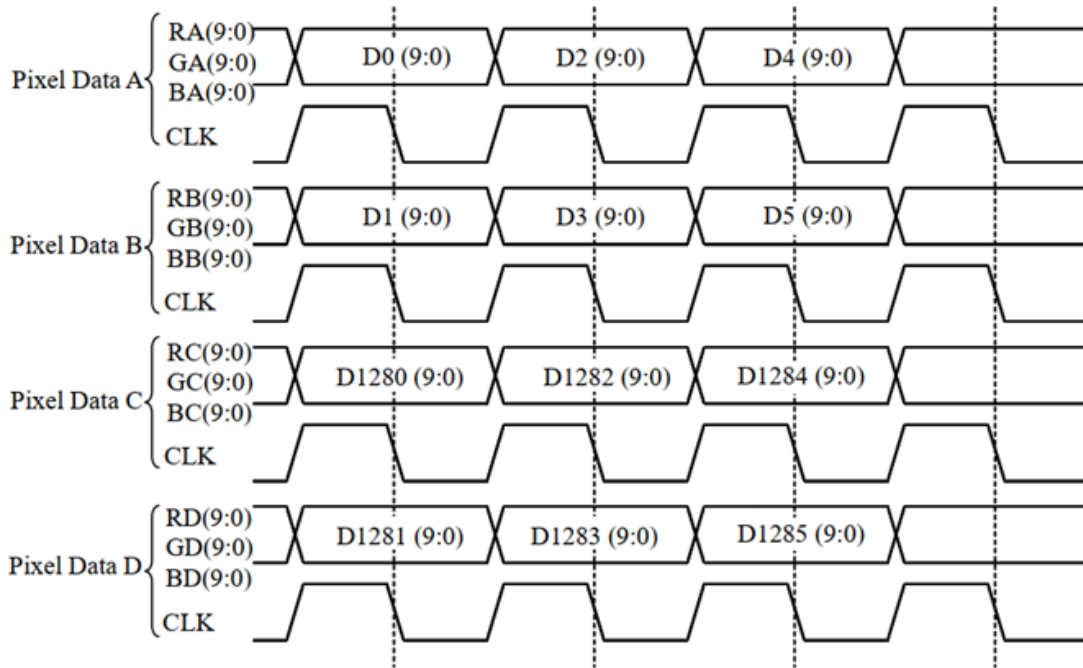 RA(9:0)
GA(9:0)
BA(9:0)
Pixel Data A
CLK
D0 (9:0) D2 (9:0) D4 (9:0)
RB(9:0)
GB(9:0)
BB(9:0)
Pixel Data B
CLK
D1 (9:0) D3 (9:0) D5 (9:0)
RC(9:0)
GC(9:0)
BC(9:0)
Pixel Data C
CLK
D1280 (9:0) D1282 (9:0) D1284 (9:0)
RD(9:0)
GD(9:0)
BD(9:0)
Pixel Data D
CLK
D1281 (9:0) D1283 (9:0) D1285 (9:0)